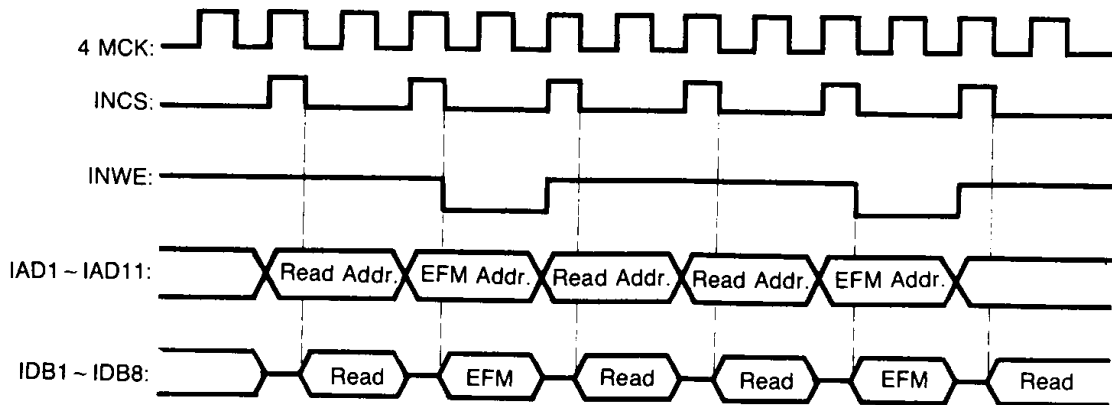 4 MCK:
INCS:
INWE:
IAD1 ~ IAD11: Read Addr. EFM Addr. Read Addr. Read Addr. EFM Addr.
IDB1 ~ IDB8: Read EFM Read Read EFM Read